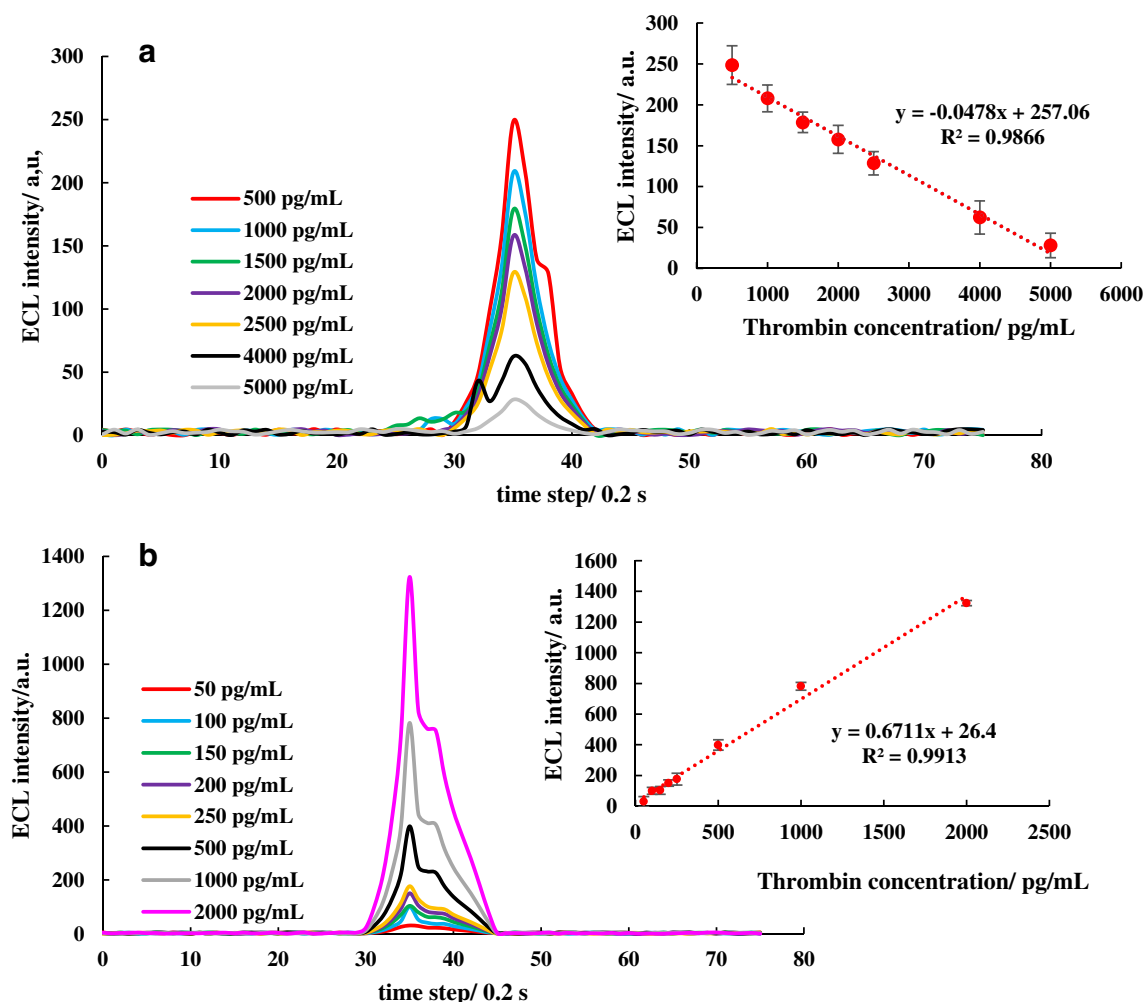 a
ECL intensity/ a,u,
300
250
200
150
100
50
0
500 pg/mL
1000 pg/mL
1500 pg/mL
2000 pg/mL
2500 pg/mL
4000 pg/mL
5000 pg/mL
0 10 20 30 40 50 60 70 80
time step/ 0.2 s
ECL intensity/ a.u.
300
250
200
150
100
50
0
y = -0.0478x + 257.06
R² = 0.9866
0 1000 2000 3000 4000 5000 6000
Thrombin concentration/ pg/mL
b
ECL intensity/a.u.
1400
1200
1000
800
600
400
200
0
50 pg/mL
100 pg/mL
150 pg/mL
200 pg/mL
250 pg/mL
500 pg/mL
1000 pg/mL
2000 pg/mL
0 10 20 30 40 50 60 70 80
time step/ 0.2 s
ECL intensity/ a.u.
1600
1400
1200
1000
800
600
400
200
0
y = 0.6711x + 26.4
R² = 0.9913
0 500 1000 1500 2000 2500
Thrombin concentration/ pg/mL